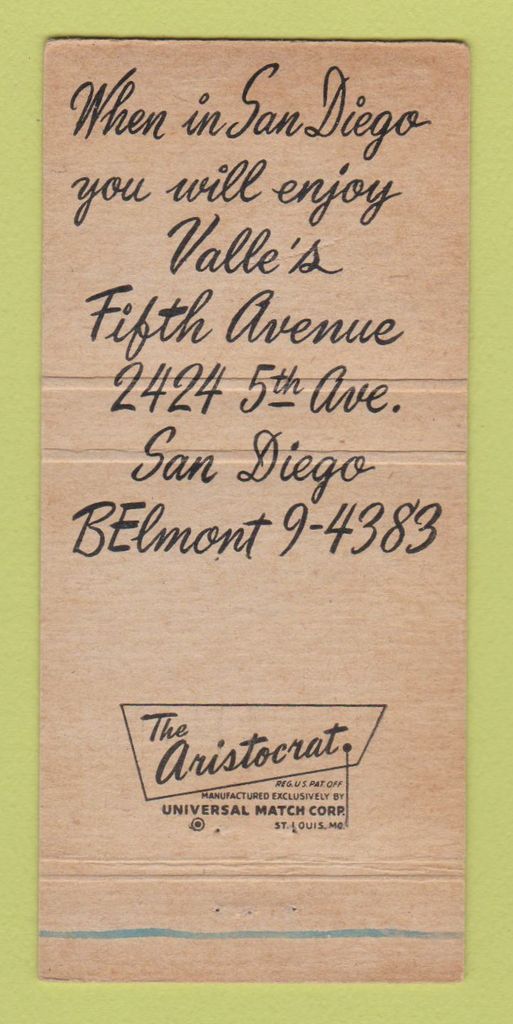 When in San Diego
you will enjoy
Valle's
Fifth Avenue
2424 5th Ave.
San Diego
BElmont 9-4383
The
Aristocrat
REG. U.S. PAT. OFF.
MANUFACTURED EXCLUSIVELY BY
UNIVERSAL MATCH CORP.
ST. LOUIS, MO.